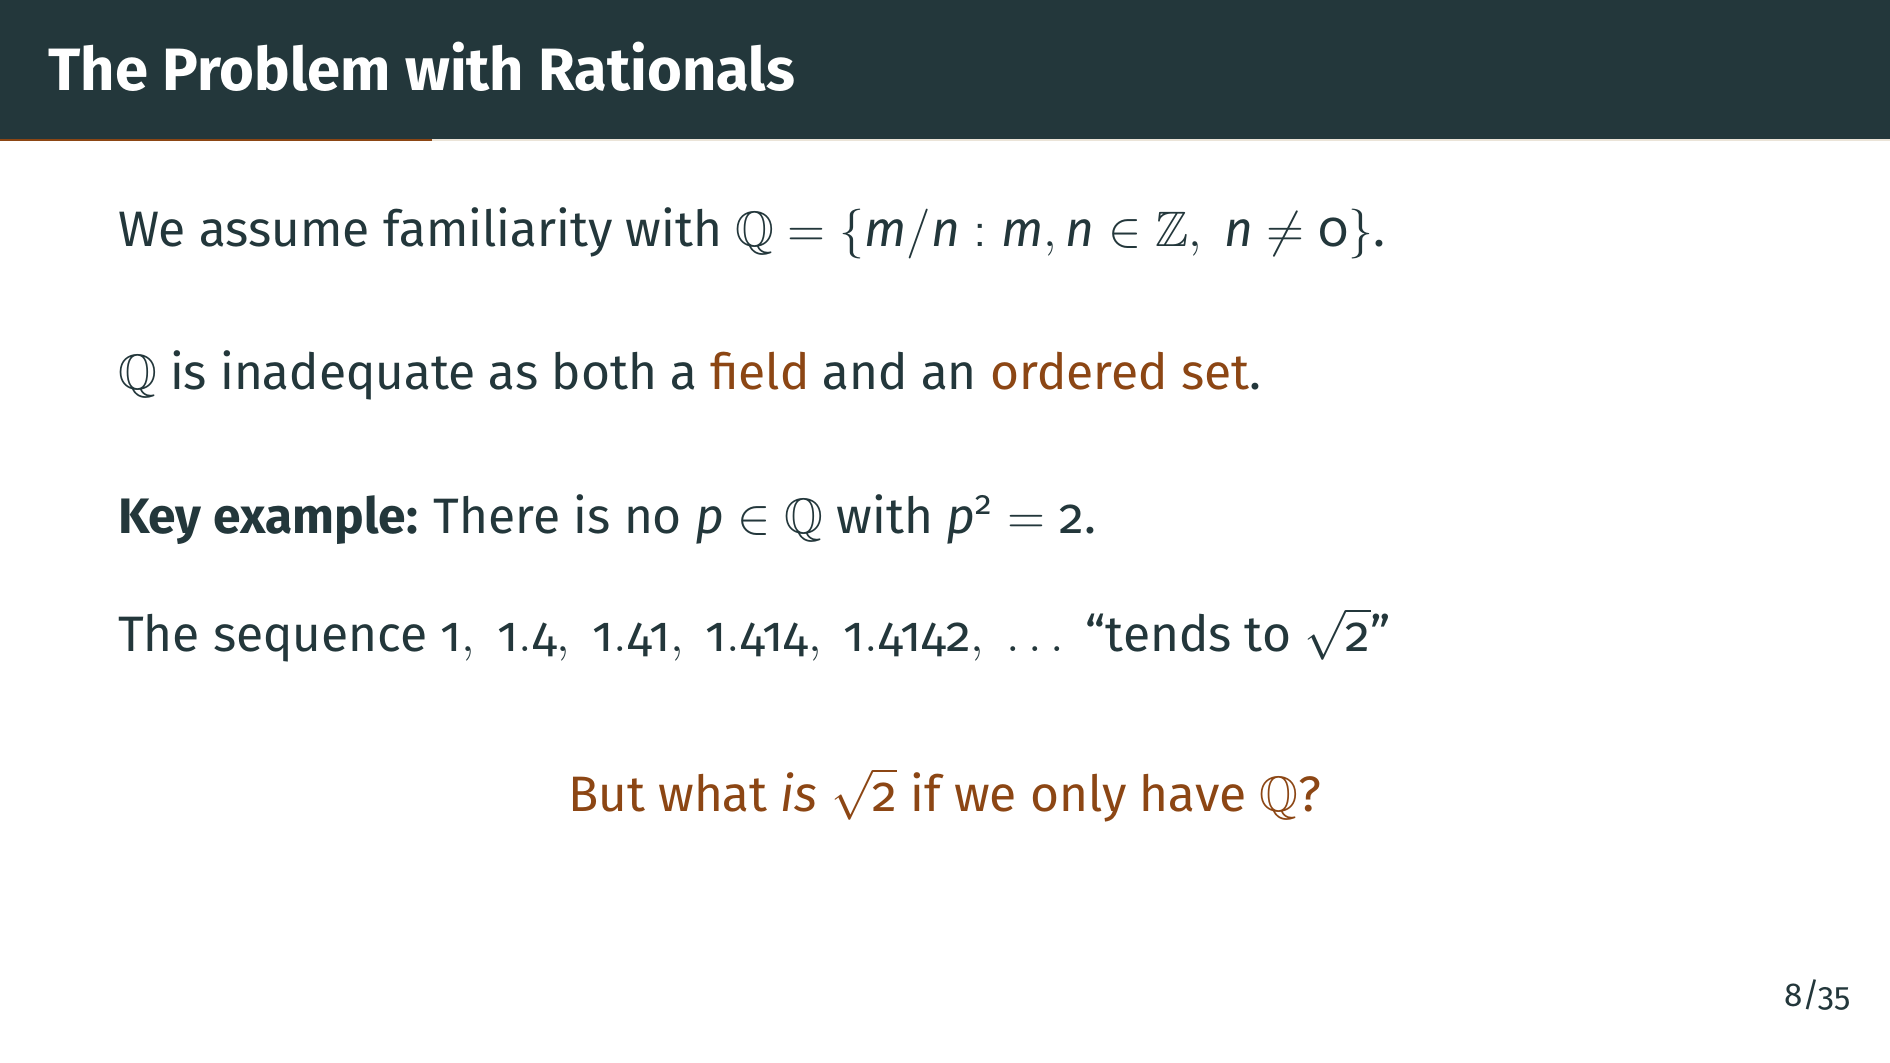 The Problem with Rationals
We assume familiarity with ℚ = {m/n : m, n ∈ ℤ, n ≠ 0}.
ℚ is inadequate as both a field and an ordered set.
Key example: There is no p ∈ ℚ with p² = 2.
The sequence 1, 1.4, 1.41, 1.414, 1.4142, . . . “tends to √2”
But what is √2 if we only have ℚ?
8/35